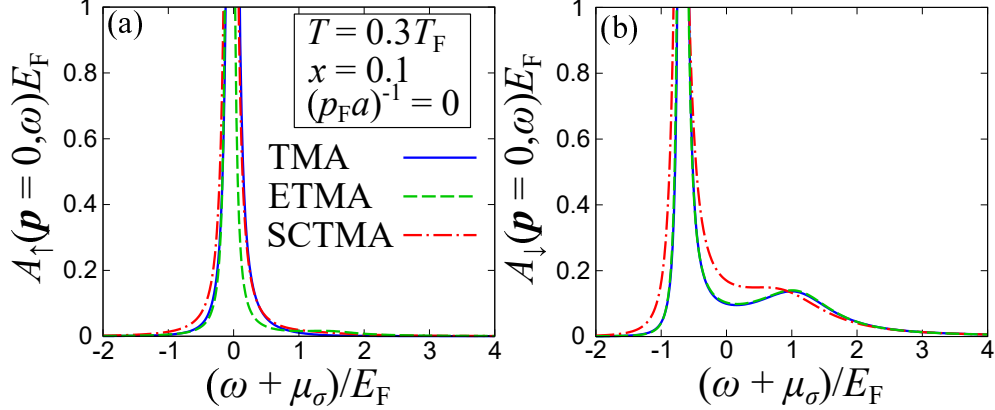 (a)
T = 0.3T_F
x = 0.1
(p_F a)^-1 = 0
TMA
ETMA
SCTMA
A↑(p = 0,ω)E_F
1
0.8
0.6
0.4
0.2
0
-2 -1 0 1 2 3 4
(ω + μ_σ)/E_F
(b)
A↓(p = 0,ω)E_F
1
0.8
0.6
0.4
0.2
0
-2 -1 0 1 2 3 4
(ω + μ_σ)/E_F